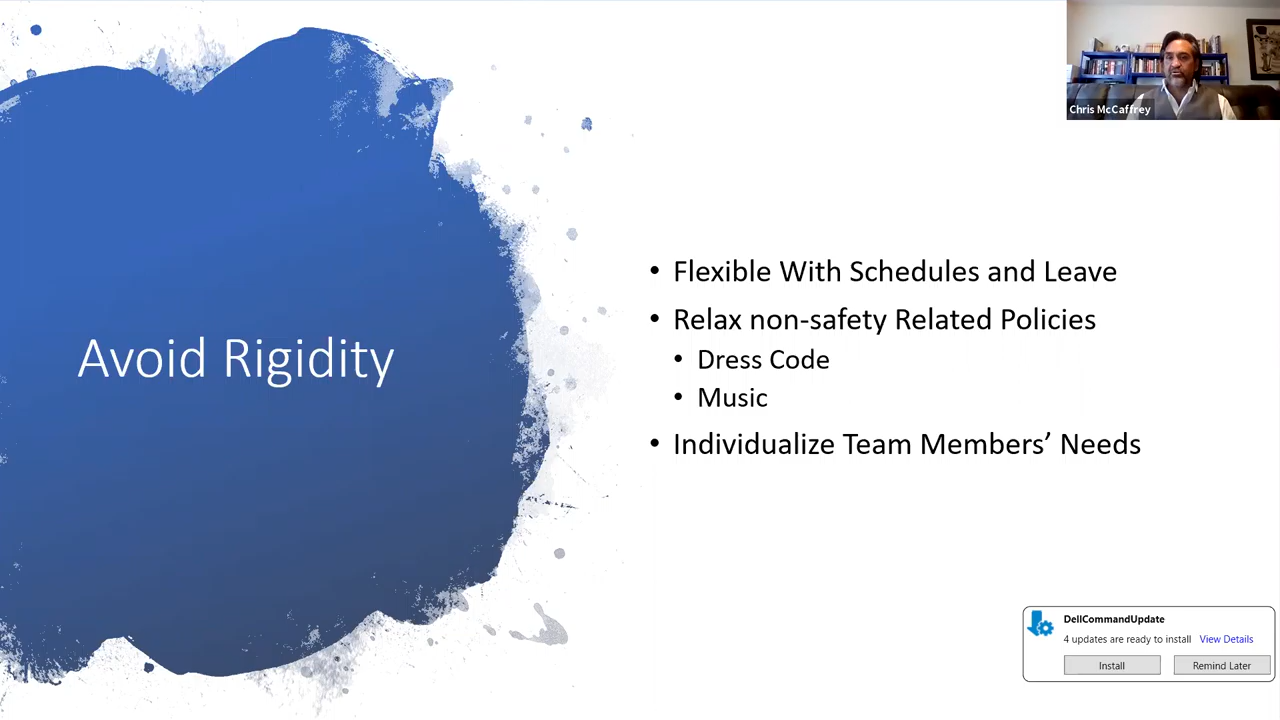 Chris McCaffrey
Avoid Rigidity
• Flexible With Schedules and Leave
• Relax non-safety Related Policies
• Dress Code
• Music
• Individualize Team Members’ Needs
DellCommandUpdate
4 updates are ready to install View Details
Install Remind Later